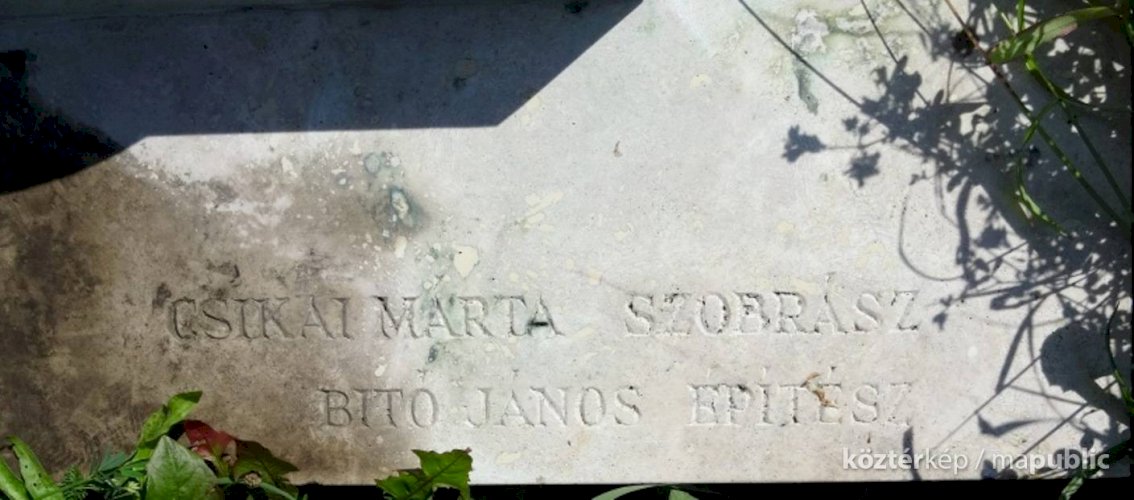 CSIKAI MÁRTA SZOBRÁSZ
BITÓ JÁNOS ÉPÍTÉSZ
köztérkép / mapublic